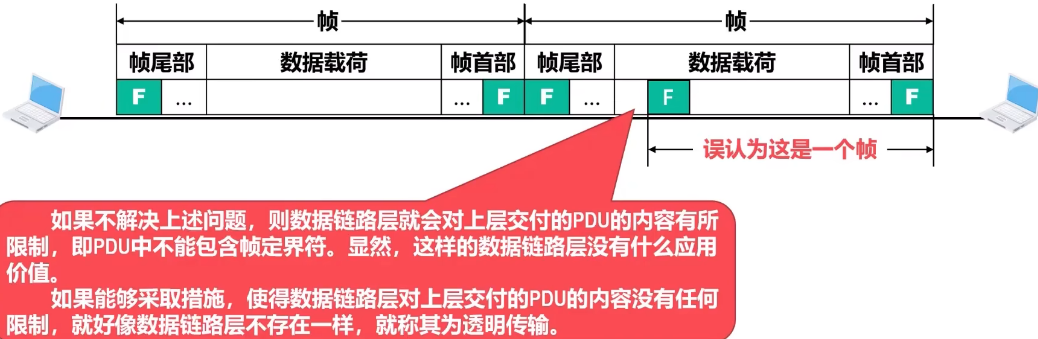 帧 帧
帧尾部 数据载荷 帧首部 帧尾部 数据载荷 帧首部
F ... ... F F ... F ... F
误认为这是一个帧
如果不解决上述问题，则数据链路层就会对上层交付的PDU的内容有所
限制，即PDU中不能包含帧定界符。显然，这样的数据链路层没有什么应用
价值。
如果能够采取措施，使得数据链路层对上层交付的PDU的内容没有任何
限制，就好像数据链路层不存在一样，就称其为透明传输。